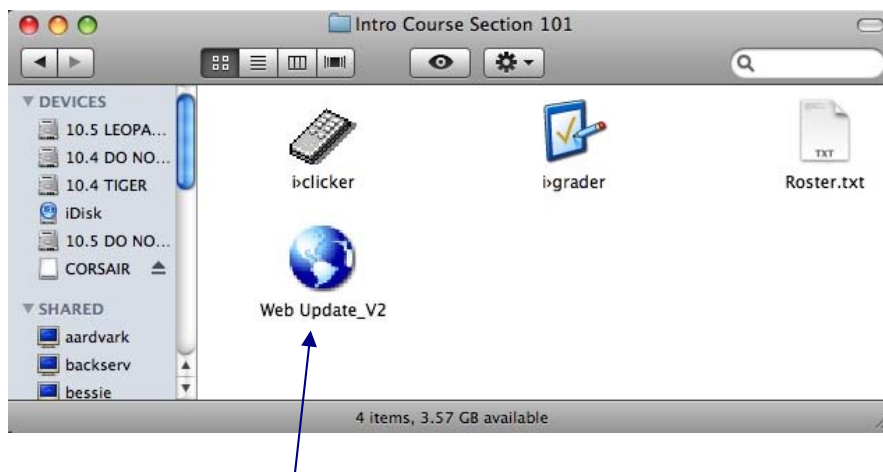 Intro Course Section 101
DEVICES
10.5 LEOPA...
10.4 DO NO...
10.4 TIGER
iDisk
10.5 DO NO...
CORSAIR
SHARED
aardvark
backserv
bessie
i>clicker
i>grader
TXT
Roster.txt
Web Update_V2
4 items, 3.57 GB available